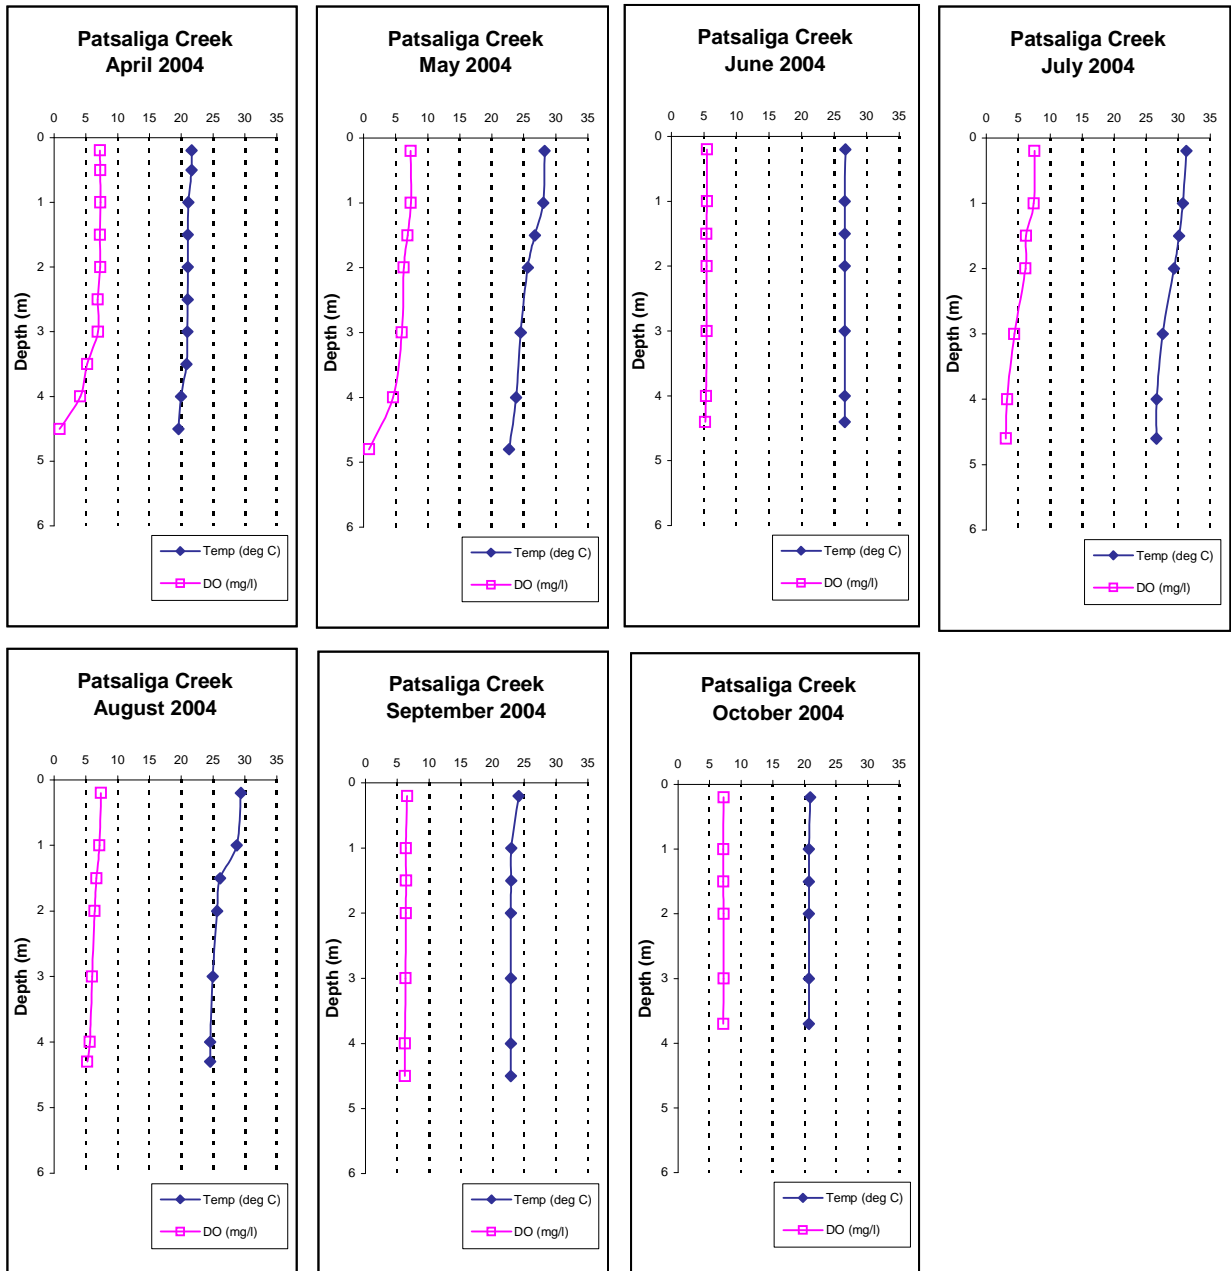 Patsaliga Creek
April 2004
0 5 10 15 20 25 30 35
0
1
2
3
4
5
6
Depth (m)
Temp (deg C)
DO (mg/l)
Patsaliga Creek
May 2004
0 5 10 15 20 25 30 35
0
1
2
3
4
5
6
Depth (m)
Temp (deg C)
DO (mg/l)
Patsaliga Creek
June 2004
0 5 10 15 20 25 30 35
0
1
2
3
4
5
6
Depth (m)
Temp (deg C)
DO (mg/l)
Patsaliga Creek
July 2004
0 5 10 15 20 25 30 35
0
1
2
3
4
5
6
Depth (m)
Temp (deg C)
DO (mg/l)
Patsaliga Creek
August 2004
0 5 10 15 20 25 30 35
0
1
2
3
4
5
6
Depth (m)
Temp (deg C)
DO (mg/l)
Patsaliga Creek
September 2004
0 5 10 15 20 25 30 35
0
1
2
3
4
5
6
Depth (m)
Temp (deg C)
DO (mg/l)
Patsaliga Creek
October 2004
0 5 10 15 20 25 30 35
0
1
2
3
4
5
6
Depth (m)
Temp (deg C)
DO (mg/l)